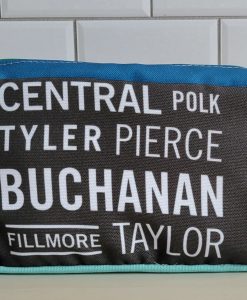 CENTRAL POLK
TYLER PIERCE
BUCHANAN
FILLMORE TAYLOR